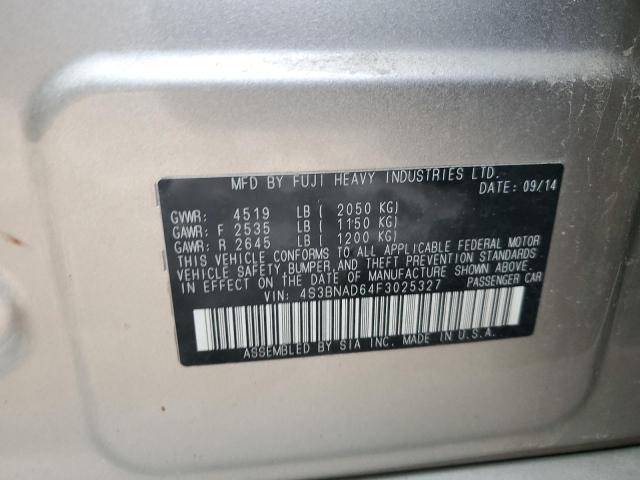 MFD BY FUJI HEAVY INDUSTRIES LTD.
DATE: 09/14
GVWR: 4519 LB ( 2050 KG)
GAWR: F 2535 LB ( 1150 KG)
GAWR: R 2645 LB ( 1200 KG)
THIS VEHICLE CONFORMS TO ALL APPLICABLE FEDERAL MOTOR
VEHICLE SAFETY, BUMPER, AND THEFT PREVENTION STANDARDS
IN EFFECT ON THE DATE OF MANUFACTURE SHOWN ABOVE.
VIN: 4S3BNAD64F3025327 PASSENGER CAR
ASSEMBLED BY SIA INC. MADE IN U.S.A.